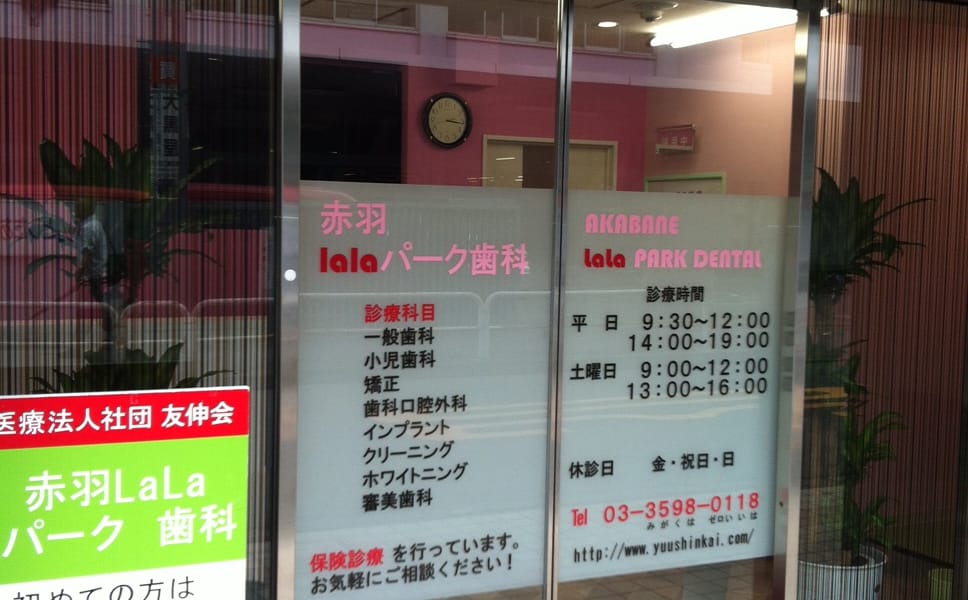 赤羽
lalaパーク歯科
診療科目
一般歯科
小児歯科
矯正
歯科口腔外科
インプラント
クリーニング
ホワイトニング
審美歯科
保険診療 を行っています。
お気軽にご相談ください！
AKABANE
LaLa PARK DENTAL
診療時間
平 日 9：30〜12：00
14：00〜19：00
土曜日 9：00〜12：00
13：00〜16：00
休診日 金・祝日・日
Tel 03-3598-0118
みがくは ゼロいいは
http://www.yuushinkai.com/
医療法人社団 友伸会
赤羽LaLa
パーク 歯科
初めての方は